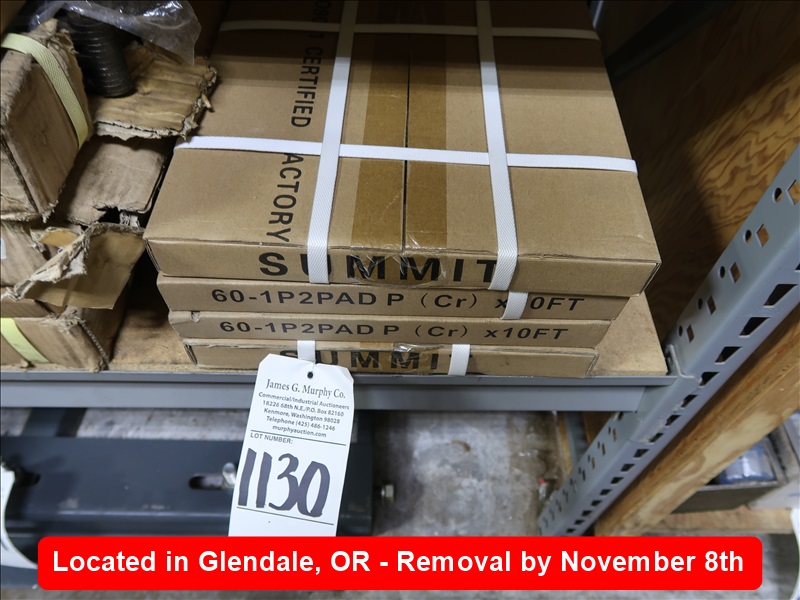 CERTIFIED
FACTORY
SUMMIT
60-1P2PAD P (Cr) x10FT
60-1P2PAD P (Cr) x10FT
SUMMIT
James G. Murphy Co.
Commercial/Industrial Auctioneers
18226 68th N.E./P.O. Box 82160
Kenmore, Washington 98028
Telephone (425) 486-1246
murphyauction.com
LOT NUMBER:
1130
Located in Glendale, OR - Removal by November 8th